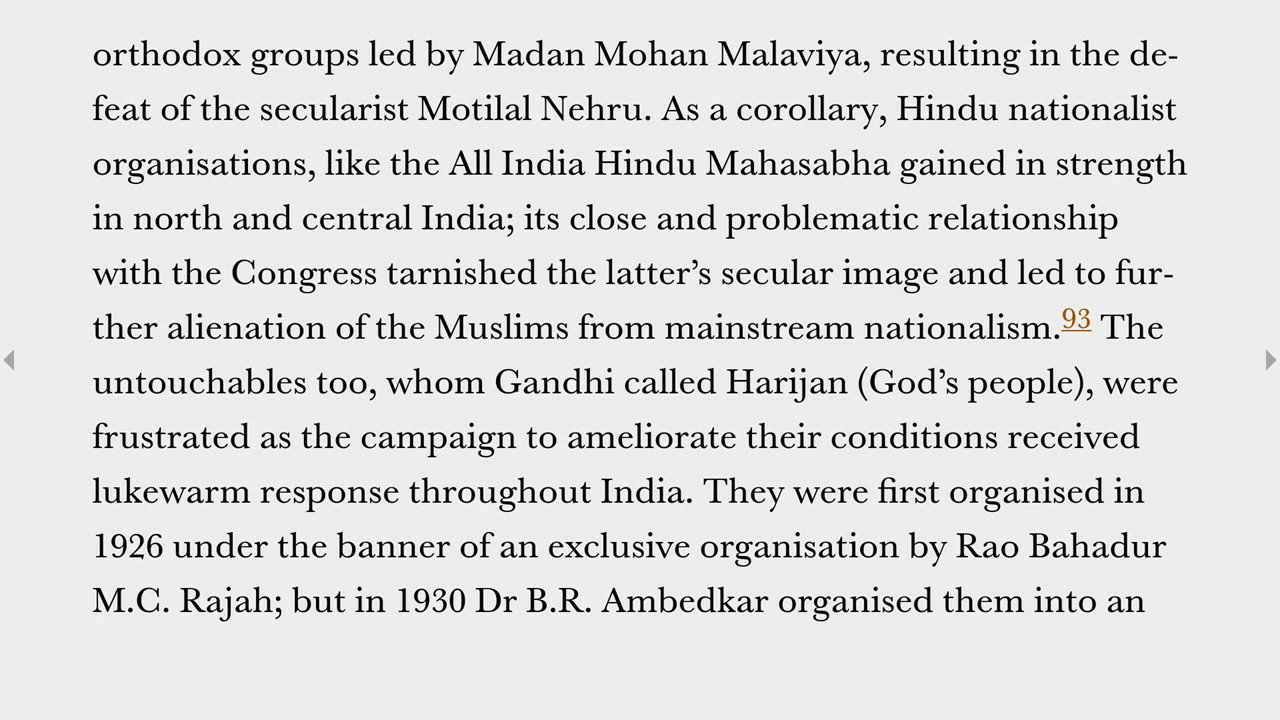 orthodox groups led by Madan Mohan Malaviya, resulting in the de-
feat of the secularist Motilal Nehru. As a corollary, Hindu nationalist
organisations, like the All India Hindu Mahasabha gained in strength
in north and central India; its close and problematic relationship
with the Congress tarnished the latter’s secular image and led to fur-
ther alienation of the Muslims from mainstream nationalism.93 The
untouchables too, whom Gandhi called Harijan (God’s people), were
frustrated as the campaign to ameliorate their conditions received
lukewarm response throughout India. They were first organised in
1926 under the banner of an exclusive organisation by Rao Bahadur
M.C. Rajah; but in 1930 Dr B.R. Ambedkar organised them into an